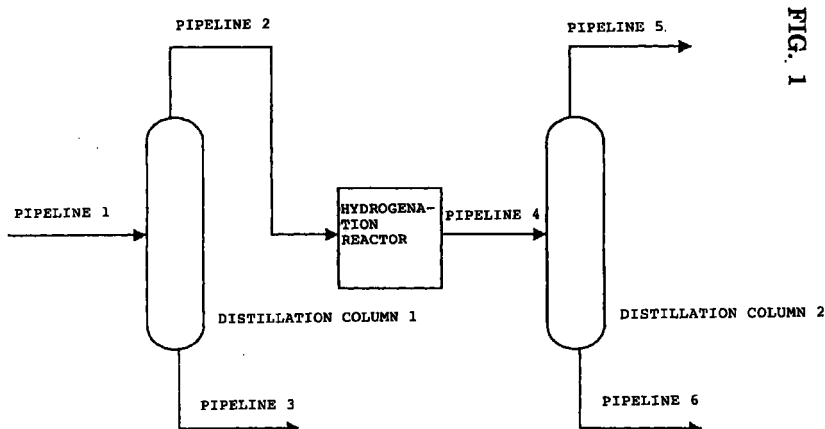 PIPELINE 2
PIPELINE 5
FIG. 1
PIPELINE 1
HYDROGENA-
TION
REACTOR
PIPELINE 4
DISTILLATION COLUMN 1
DISTILLATION COLUMN 2
PIPELINE 3
PIPELINE 6